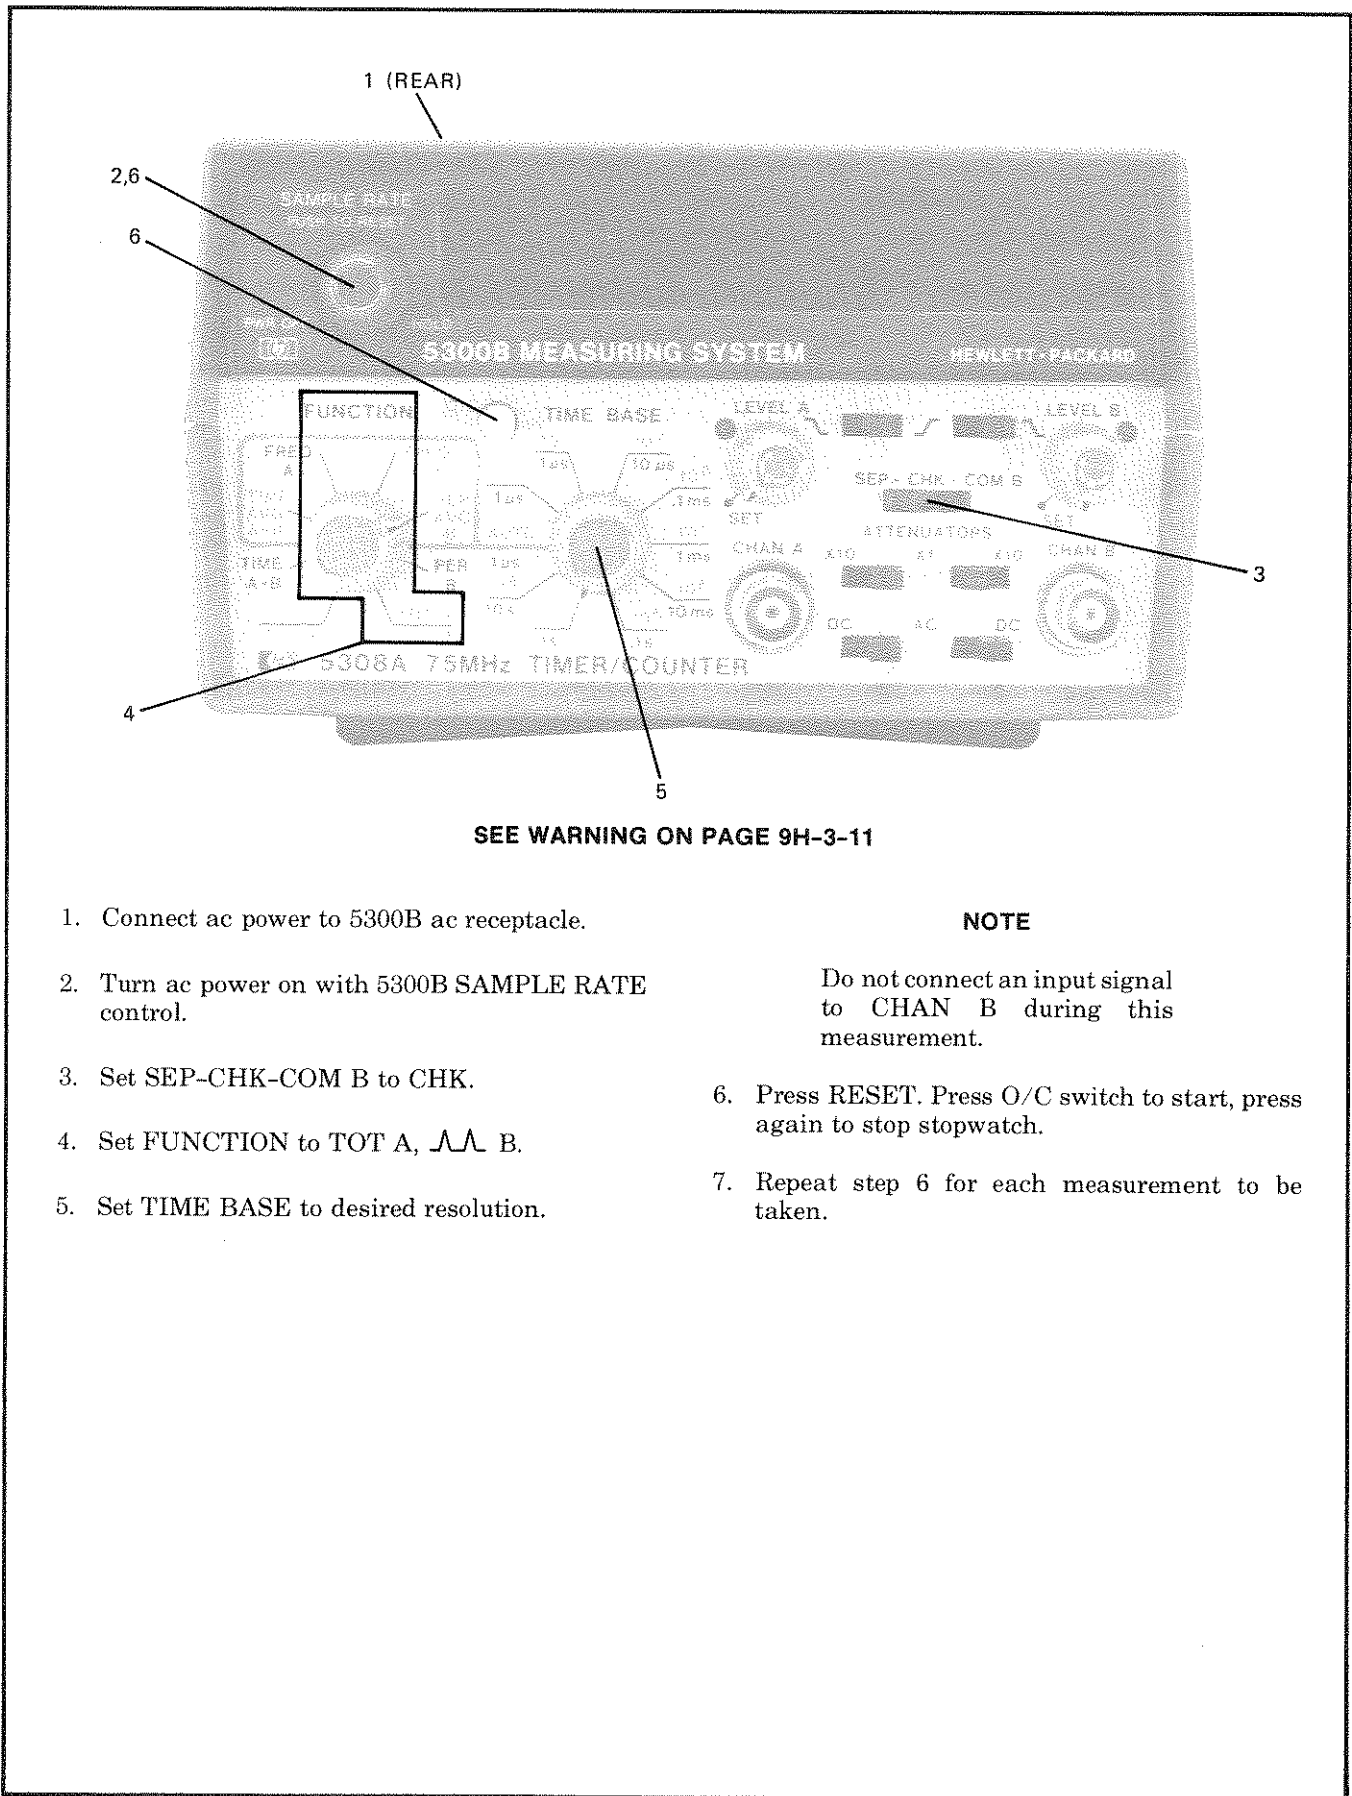 1 (REAR)
2,6
SAMPLE RATE
6
5300B MEASURING SYSTEM
HEWLETT·PACKARD
FUNCTION
TIME BASE
LEVEL A
LEVEL B
FREQ
A
1µs
10 µs
.1ms
SEP- CHK - COM B
SET
SET
ATTENUATOPS
TIME
A-B
PER
B
1µs
1ms
CHAN A
X10
X1
X10
CHAN B
3
10s
10ms
1s
.1s
DC
AC
DC
5308A 75MHz TIMER/COUNTER
4
5
SEE WARNING ON PAGE 9H-3-11
1. Connect ac power to 5300B ac receptacle.
2. Turn ac power on with 5300B SAMPLE RATE
control.
3. Set SEP-CHK-COM B to CHK.
4. Set FUNCTION to TOT A, B.
5. Set TIME BASE to desired resolution.
NOTE
Do not connect an input signal
to CHAN B during this
measurement.
6. Press RESET. Press O/C switch to start, press
again to stop stopwatch.
7. Repeat step 6 for each measurement to be
taken.